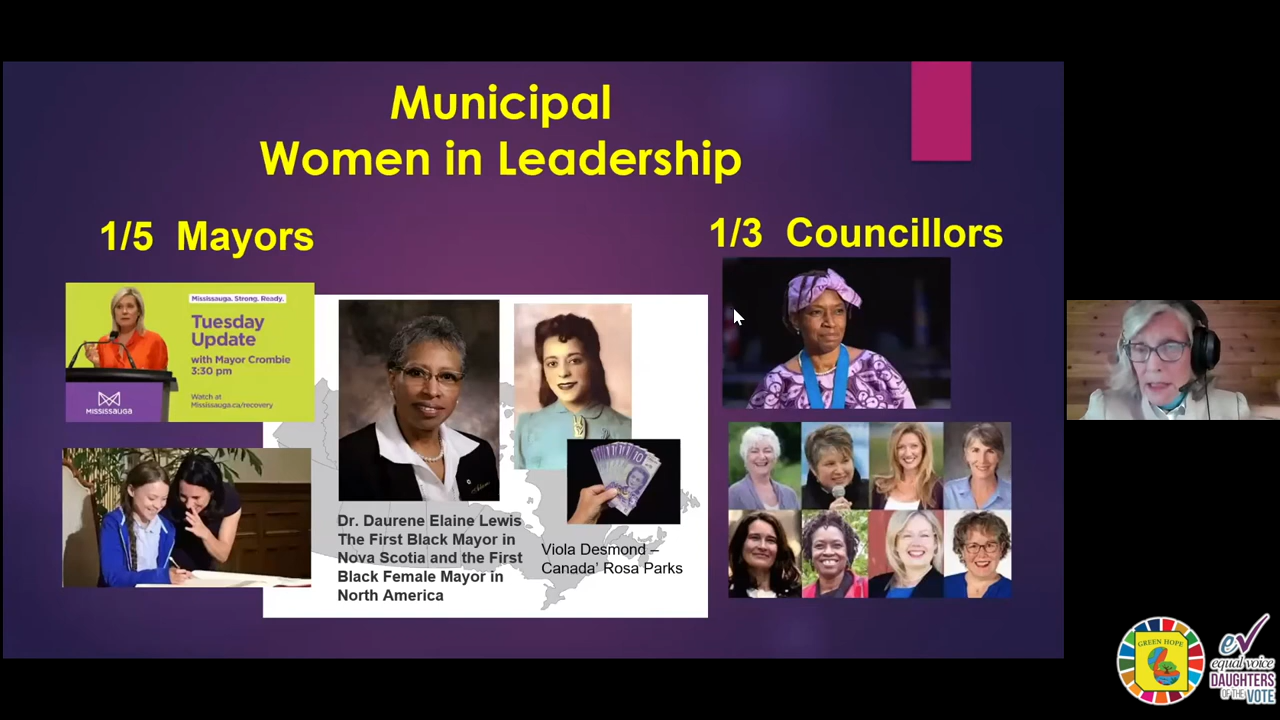 Municipal
Women in Leadership
1/5 Mayors
1/3 Councillors
Mississauga. Strong. Ready.
Tuesday
Update
with Mayor Crombie
3:30 pm
Watch at
Mississauga.ca/recovery
MISSISSAUGA
Dr. Daurene Elaine Lewis
The First Black Mayor in
Nova Scotia and the First
Black Female Mayor in
North America
10
Viola Desmond –
Canada' Rosa Parks
GREEN HOPE
ev
equal voice
DAUGHTERS
OF THE VOTE